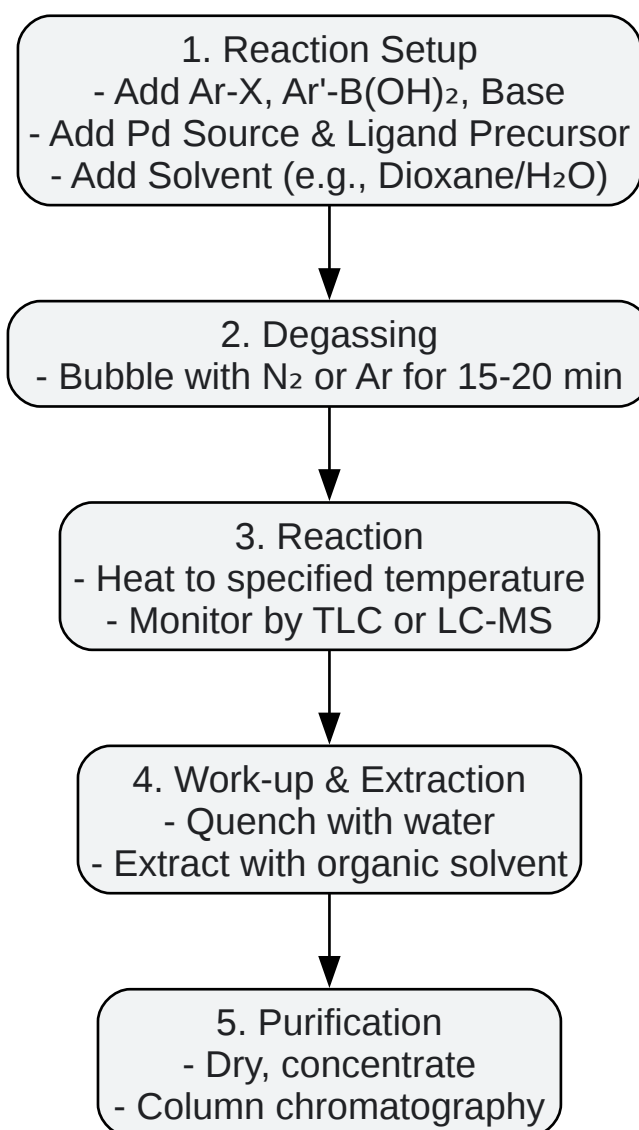 1. Reaction Setup
- Add Ar-X, Ar'-B(OH)₂, Base
- Add Pd Source & Ligand Precursor
- Add Solvent (e.g., Dioxane/H₂O)
2. Degassing
- Bubble with N₂ or Ar for 15-20 min
3. Reaction
- Heat to specified temperature
- Monitor by TLC or LC-MS
4. Work-up & Extraction
- Quench with water
- Extract with organic solvent
5. Purification
- Dry, concentrate
- Column chromatography